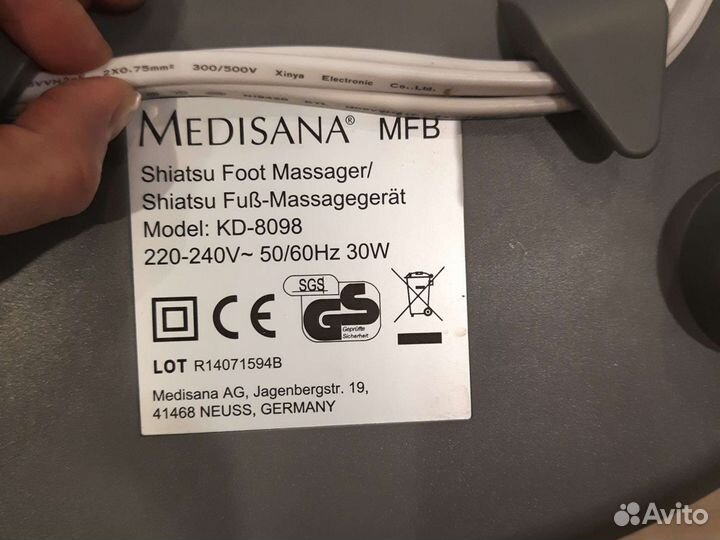 2X0.75mm² 300/500V Xinya Electronic Co.,Ltd.
MEDISANA® MFB
Shiatsu Foot Massager/
Shiatsu Fuß-Massagegerät
Model: KD-8098
220-240V~ 50/60Hz 30W
CE
SGS
GS
Geprüfte
Sicherheit
LOT R14071594B
Medisana AG, Jagenbergstr. 19,
41468 NEUSS, GERMANY
Avito